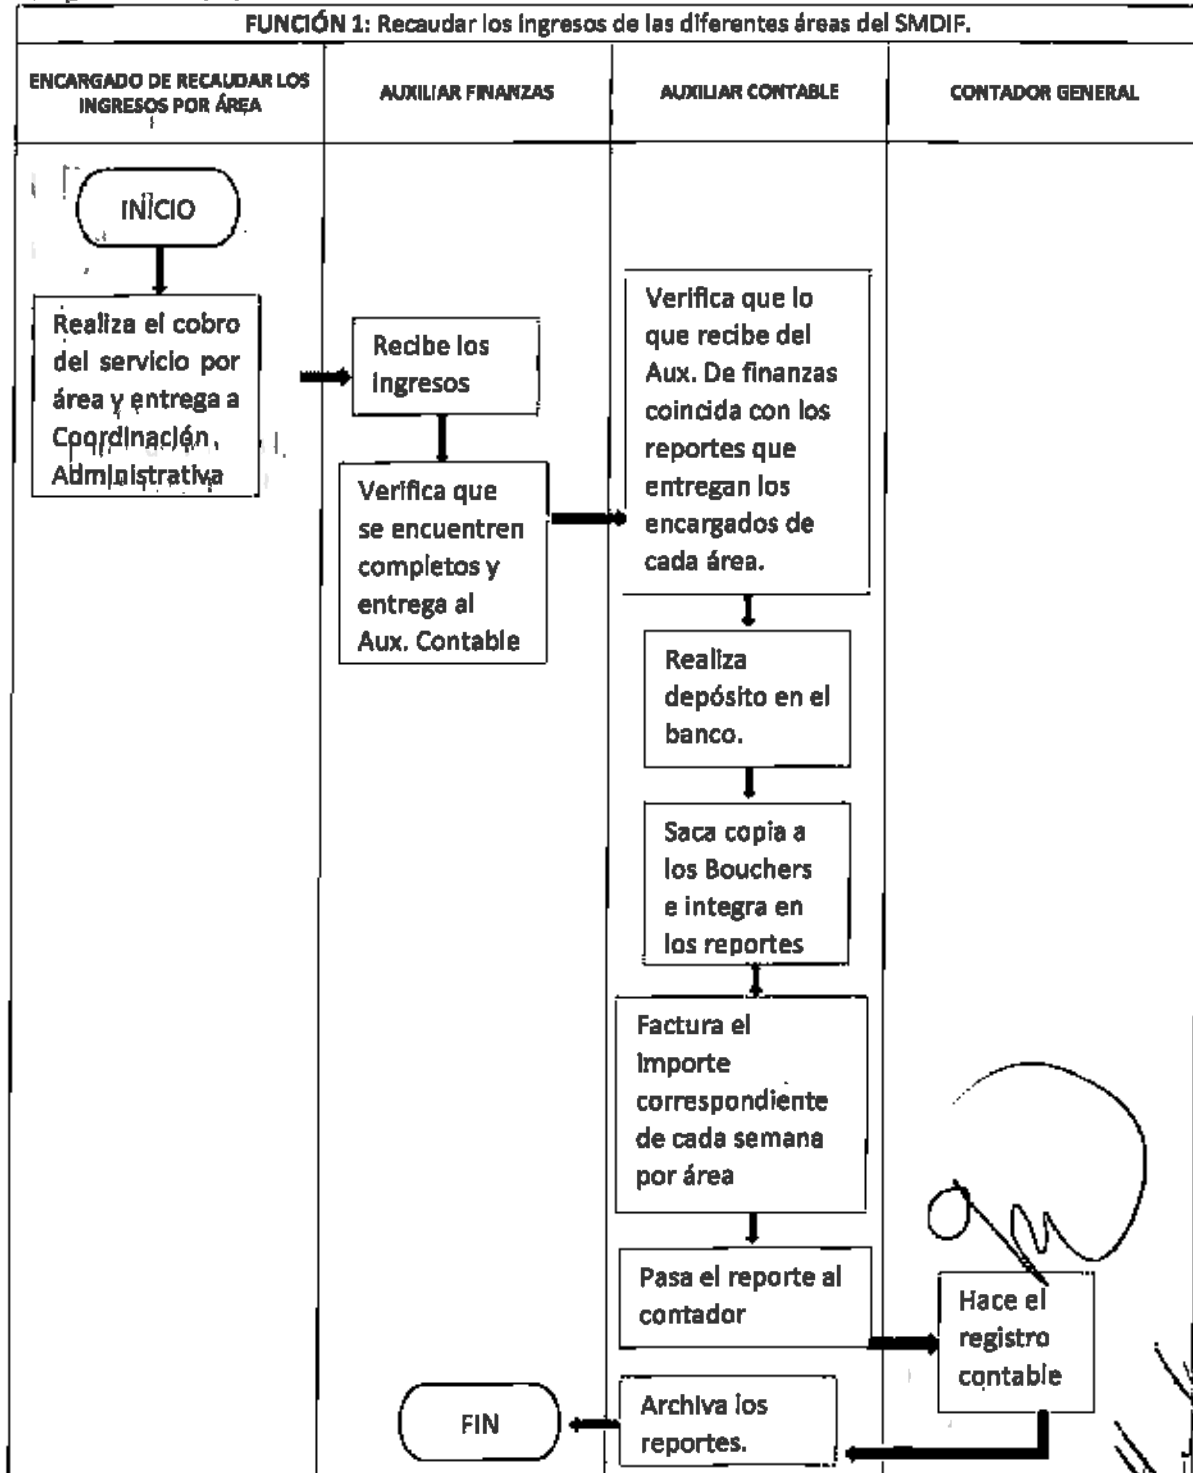 FUNCIÓN 1: Recaudar los ingresos de las diferentes áreas del SMDIF.
ENCARGADO DE RECAUDAR LOS
INGRESOS POR ÁREA
AUXILIAR FINANZAS
AUXILIAR CONTABLE
CONTADOR GENERAL
INICIO
Realiza el cobro
del servicio por
área y entrega a
Coordinación
Administrativa
Recibe los
ingresos
Verifica que
se encuentren
completos y
entrega al
Aux. Contable
Verifica que lo
que recibe del
Aux. De finanzas
coincida con los
reportes que
entregan los
encargados de
cada área.
Realiza
depósito en el
banco.
Saca copia a
los Bouchers
e integra en
los reportes
Factura el
importe
correspondiente
de cada semana
por área
Pasa el reporte al
contador
Hace el
registro
contable
Archiva los
reportes.
FIN